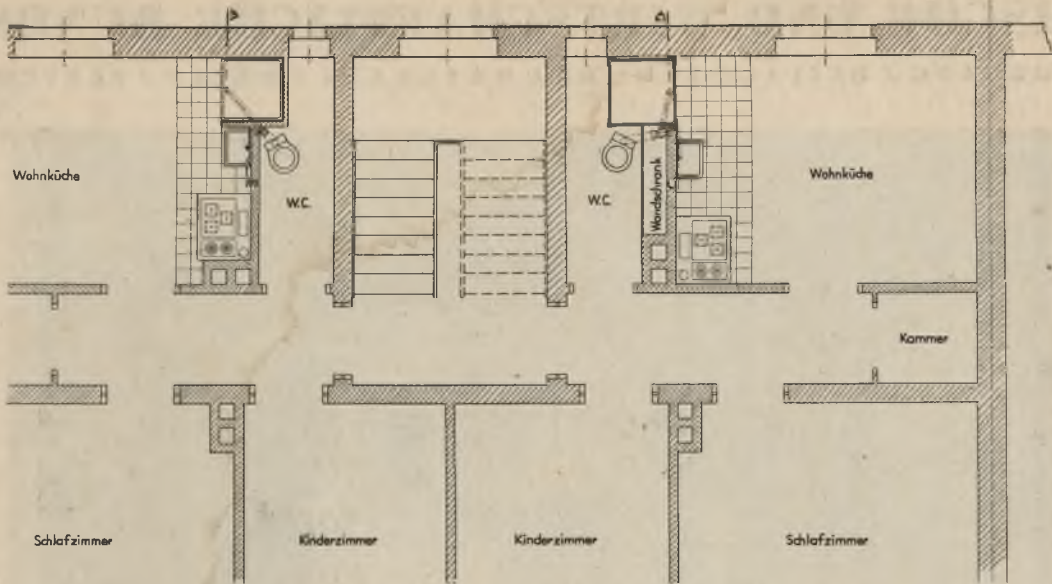 Wohnküche
W.C.
W.C.
Wandschrank
Wohnküche
Kammer
Schlafzimmer
Kinderzimmer
Kinderzimmer
Schlafzimmer